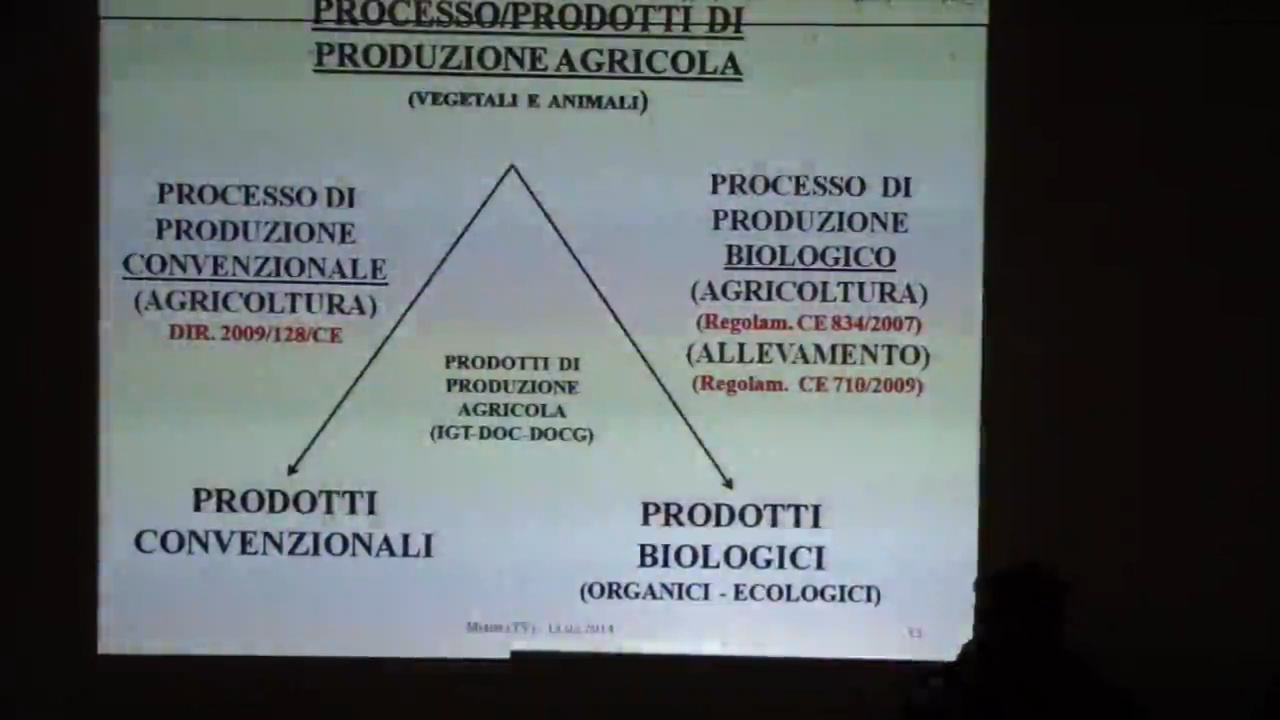 PROCESSO/PRODOTTI DI
PRODUZIONE AGRICOLA
(VEGETALI E ANIMALI)
PROCESSO DI
PRODUZIONE
CONVENZIONALE
(AGRICOLTURA)
DIR. 2009/128/CE
PROCESSO DI
PRODUZIONE
BIOLOGICO
(AGRICOLTURA)
(Regolam. CE 834/2007)
(ALLEVAMENTO)
(Regolam. CE 710/2009)
PRODOTTI DI
PRODUZIONE
AGRICOLA
(IGT-DOC-DOCG)
PRODOTTI
CONVENZIONALI
PRODOTTI
BIOLOGICI
(ORGANICI - ECOLOGICI)